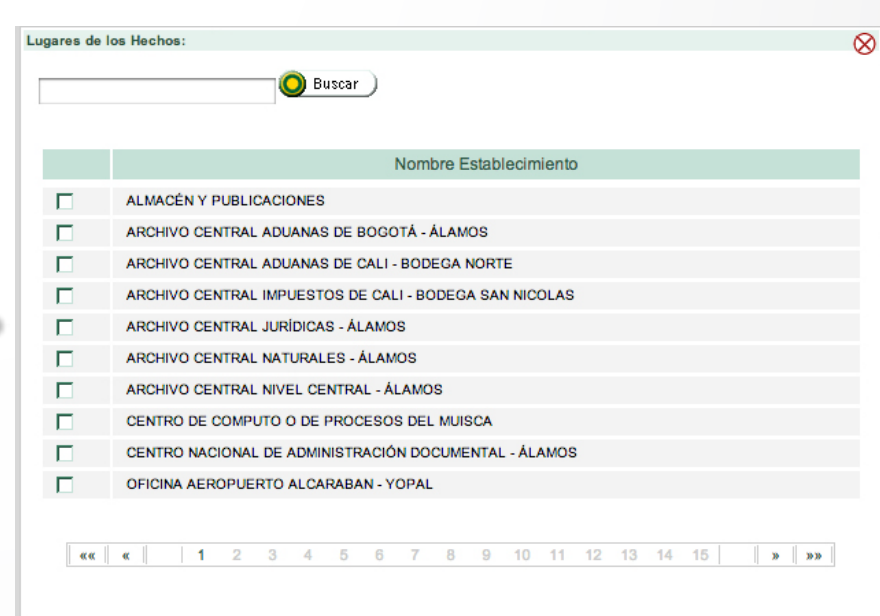 Lugares de los Hechos:
Buscar
Nombre Establecimiento
ALMACÉN Y PUBLICACIONES
ARCHIVO CENTRAL ADUANAS DE BOGOTÁ - ÁLAMOS
ARCHIVO CENTRAL ADUANAS DE CALI - BODEGA NORTE
ARCHIVO CENTRAL IMPUESTOS DE CALI - BODEGA SAN NICOLAS
ARCHIVO CENTRAL JURÍDICAS - ÁLAMOS
ARCHIVO CENTRAL NATURALES - ÁLAMOS
ARCHIVO CENTRAL NIVEL CENTRAL - ÁLAMOS
CENTRO DE COMPUTO O DE PROCESOS DEL MUISCA
CENTRO NACIONAL DE ADMINISTRACIÓN DOCUMENTAL - ÁLAMOS
OFICINA AEROPUERTO ALCARABAN - YOPAL
«« « 1 2 3 4 5 6 7 8 9 10 11 12 13 14 15 » »»